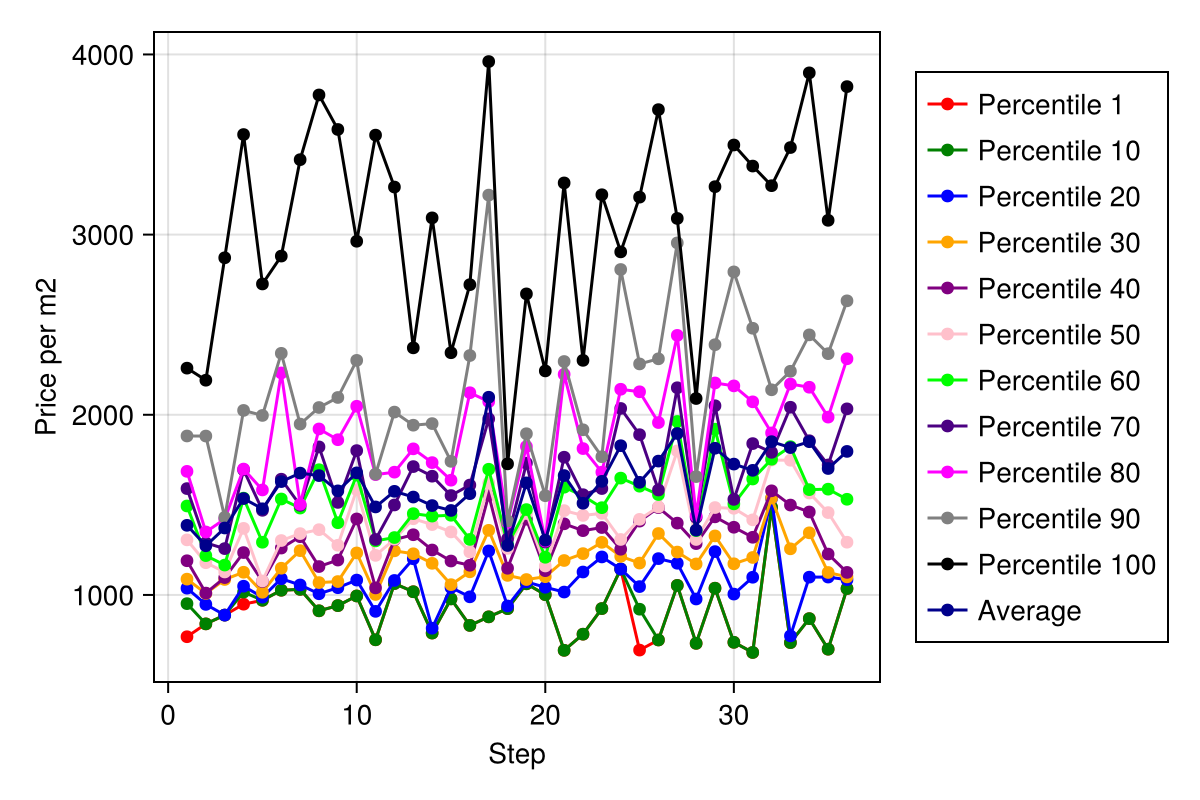 4000
3000
2000
1000
Price per m2
0
10
20
30
Step
Percentile 1
Percentile 10
Percentile 20
Percentile 30
Percentile 40
Percentile 50
Percentile 60
Percentile 70
Percentile 80
Percentile 90
Percentile 100
Average